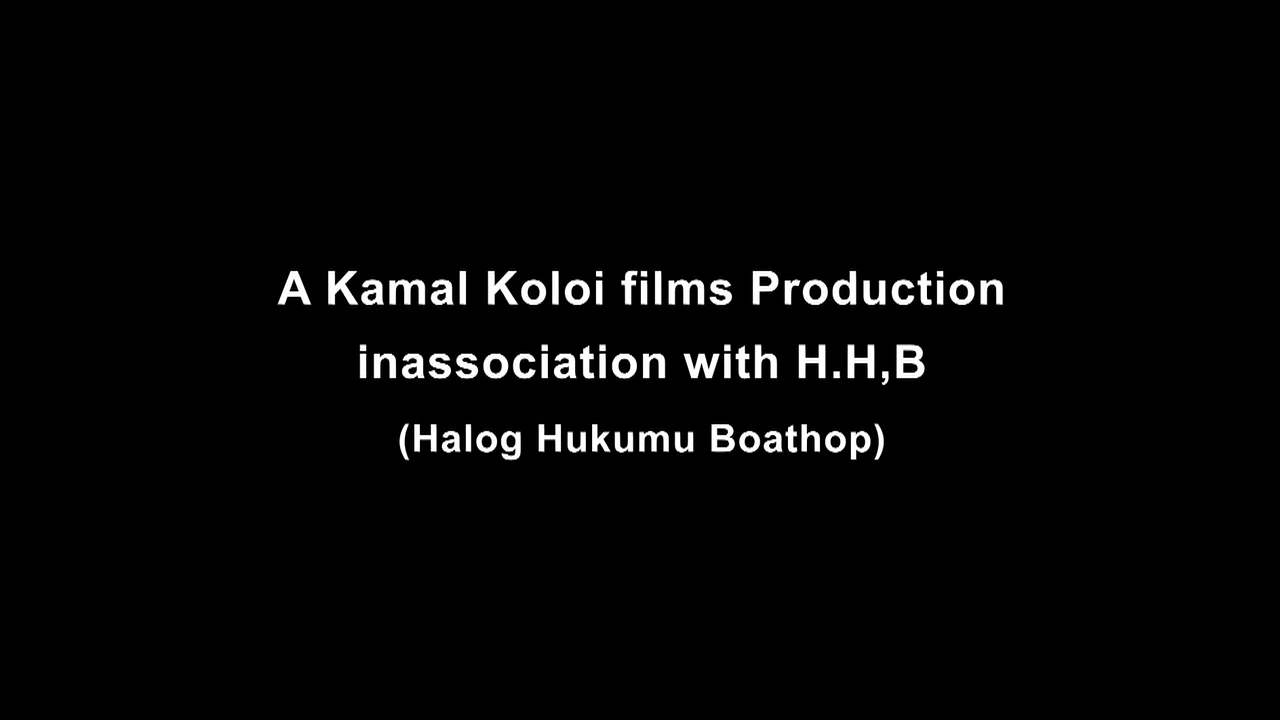 A Kamal Koloi films Production
inassociation with H.H,B
(Halog Hukumu Boathop)